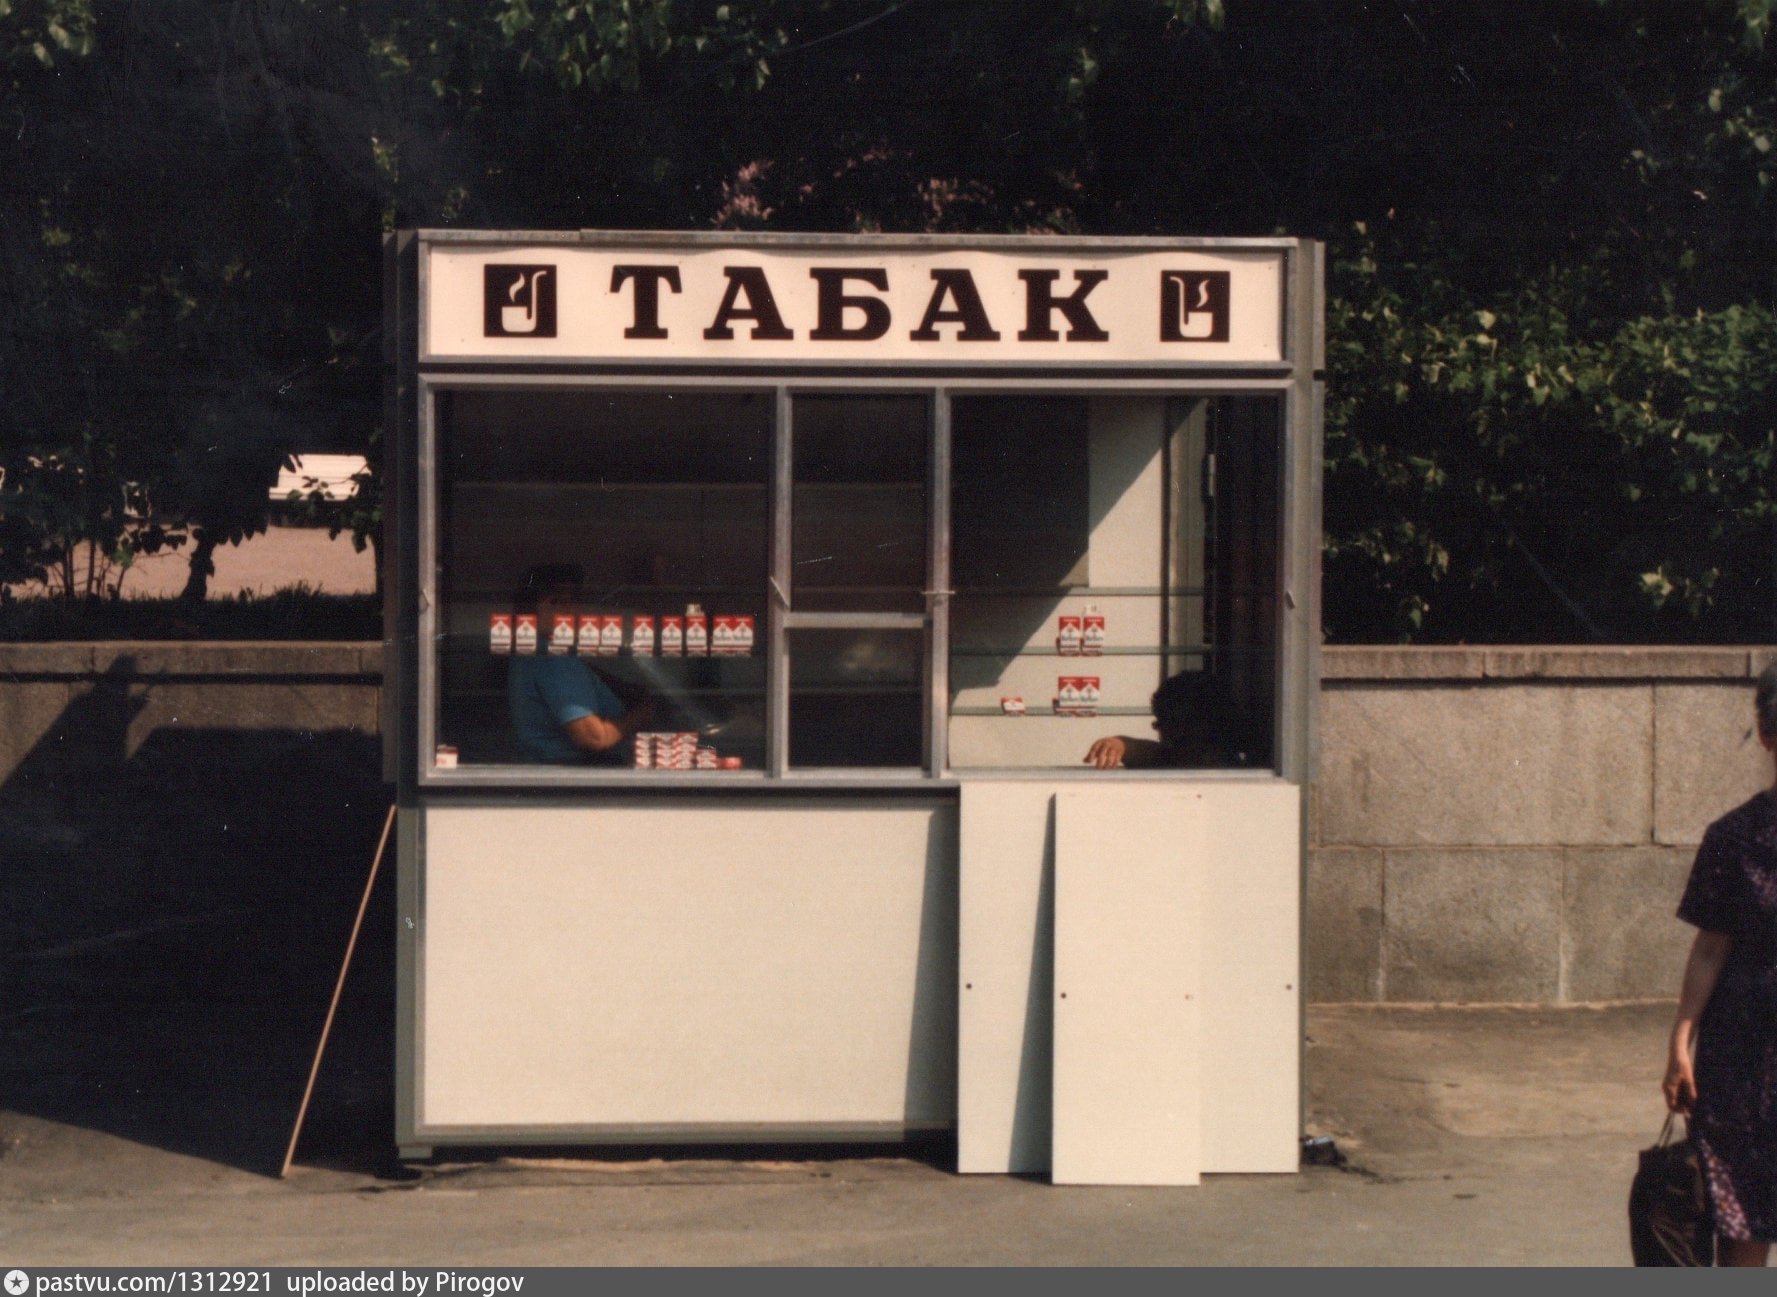 ТАБАК
pastvu.com/1312921 uploaded by Pirogov